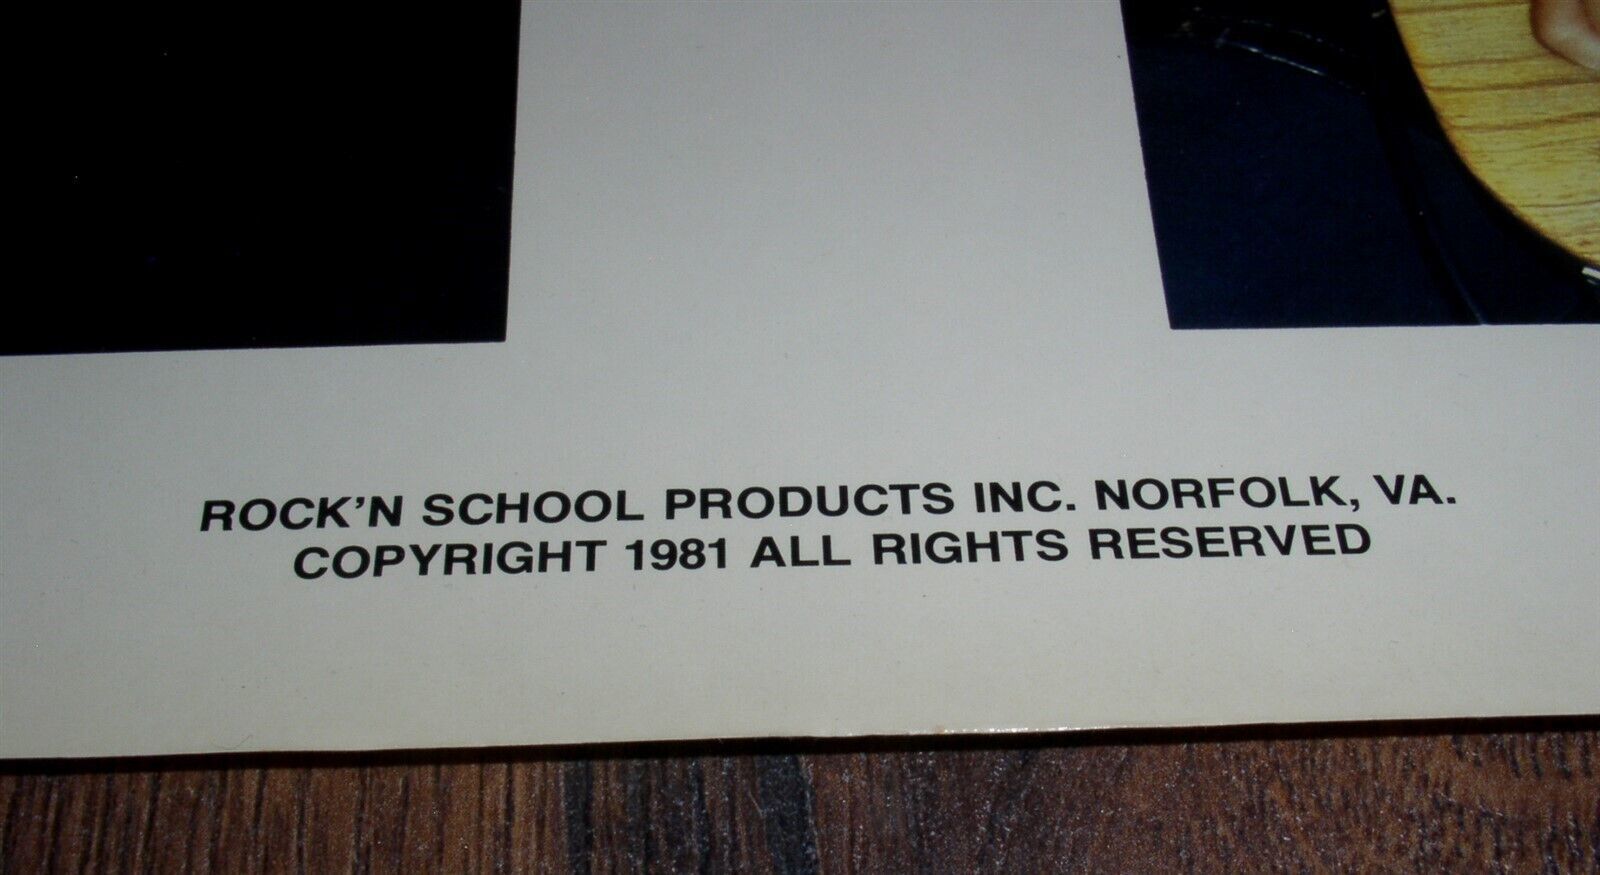 ROCK'N SCHOOL PRODUCTS INC. NORFOLK, VA.
COPYRIGHT 1981 ALL RIGHTS RESERVED